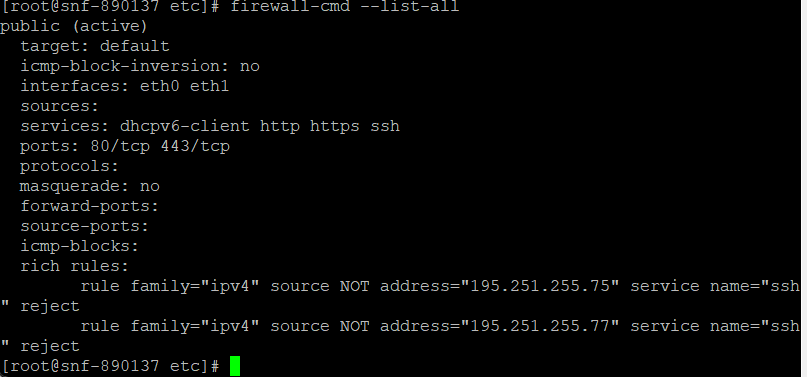 [root@snf-890137 etc]# firewall-cmd --list-all
public (active)
  target: default
  icmp-block-inversion: no
  interfaces: eth0 eth1
  sources:
  services: dhcpv6-client http https ssh
  ports: 80/tcp 443/tcp
  protocols:
  masquerade: no
  forward-ports:
  source-ports:
  icmp-blocks:
  rich rules:
        rule family="ipv4" source NOT address="195.251.255.75" service name="ssh
" reject
        rule family="ipv4" source NOT address="195.251.255.77" service name="ssh
" reject
[root@snf-890137 etc]#